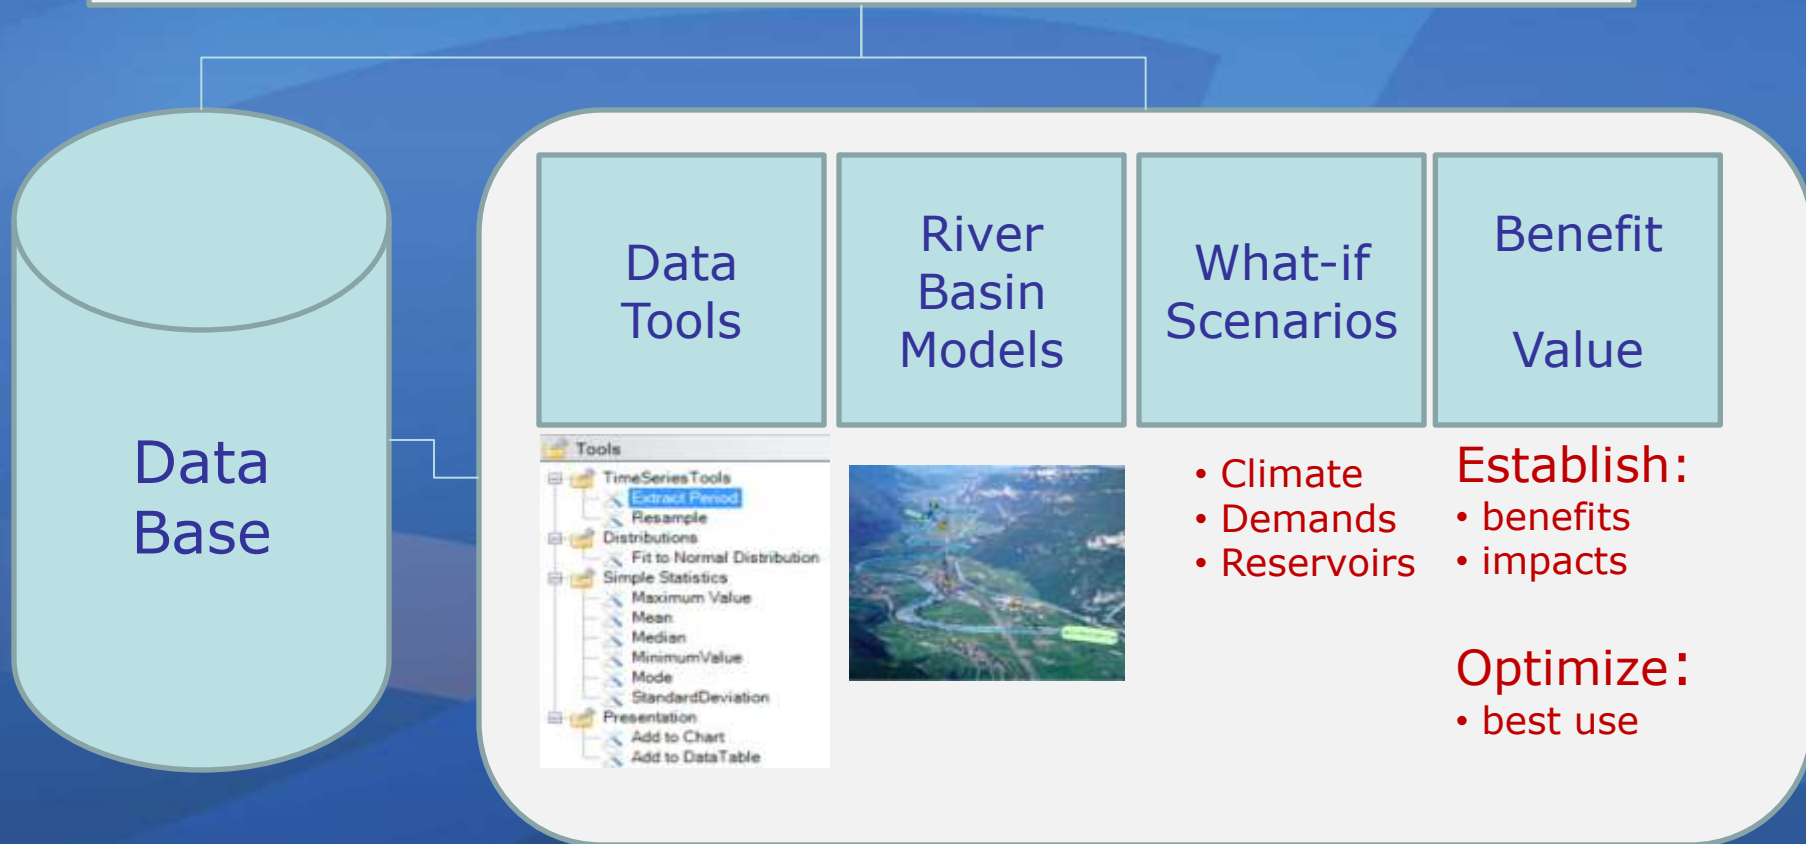 Data
Base
Data
Tools
River
Basin
Models
What-if
Scenarios
Benefit
Value
Tools
TimeSeriesTools
Extract Period
Resample
Distributions
Fit to Normal Distribution
Simple Statistics
Maximum Value
Mean
Median
MinimumValue
Mode
StandardDeviation
Presentation
Add to Chart
Add to DataTable
• Climate
• Demands
• Reservoirs
Establish:
• benefits
• impacts
Optimize:
• best use